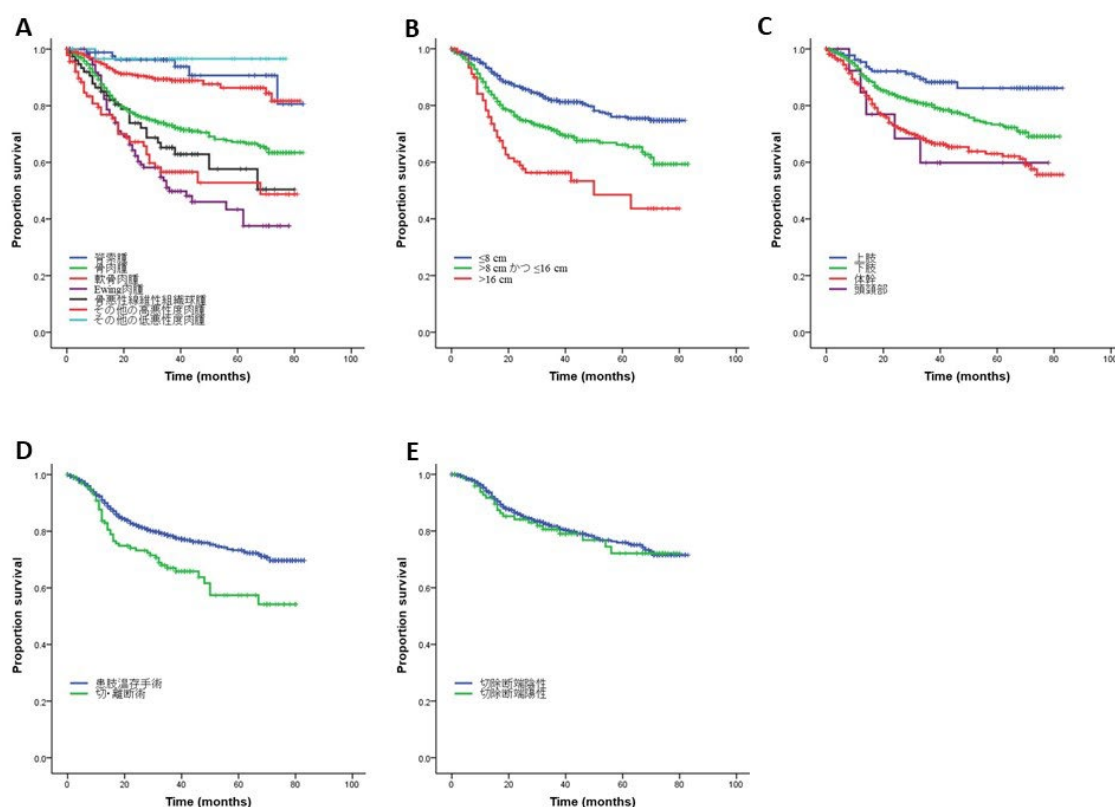 A
Proportion survival
1.0
0.8
0.6
0.4
0.2
0.0
脊索腫
骨肉腫
軟骨肉腫
Ewing肉腫
骨悪性線維性組織球腫
その他の高悪性度肉腫
その他の低悪性度肉腫
0 20 40 60 80 100
Time (months)
B
Proportion survival
1.0
0.8
0.6
0.4
0.2
0.0
≤8 cm
>8 cm かつ ≤16 cm
>16 cm
0 20 40 60 80 100
Time (months)
C
Proportion survival
1.0
0.8
0.6
0.4
0.2
0.0
上肢
下肢
体幹
頭頚部
0 20 40 60 80 100
Time (months)
D
Proportion survival
1.0
0.8
0.6
0.4
0.2
0.0
患肢温存手術
切・離断術
0 20 40 60 80 100
Time (months)
E
Proportion survival
1.0
0.8
0.6
0.4
0.2
0.0
切除断端陰性
切除断端陽性
0 20 40 60 80 100
Time (months)